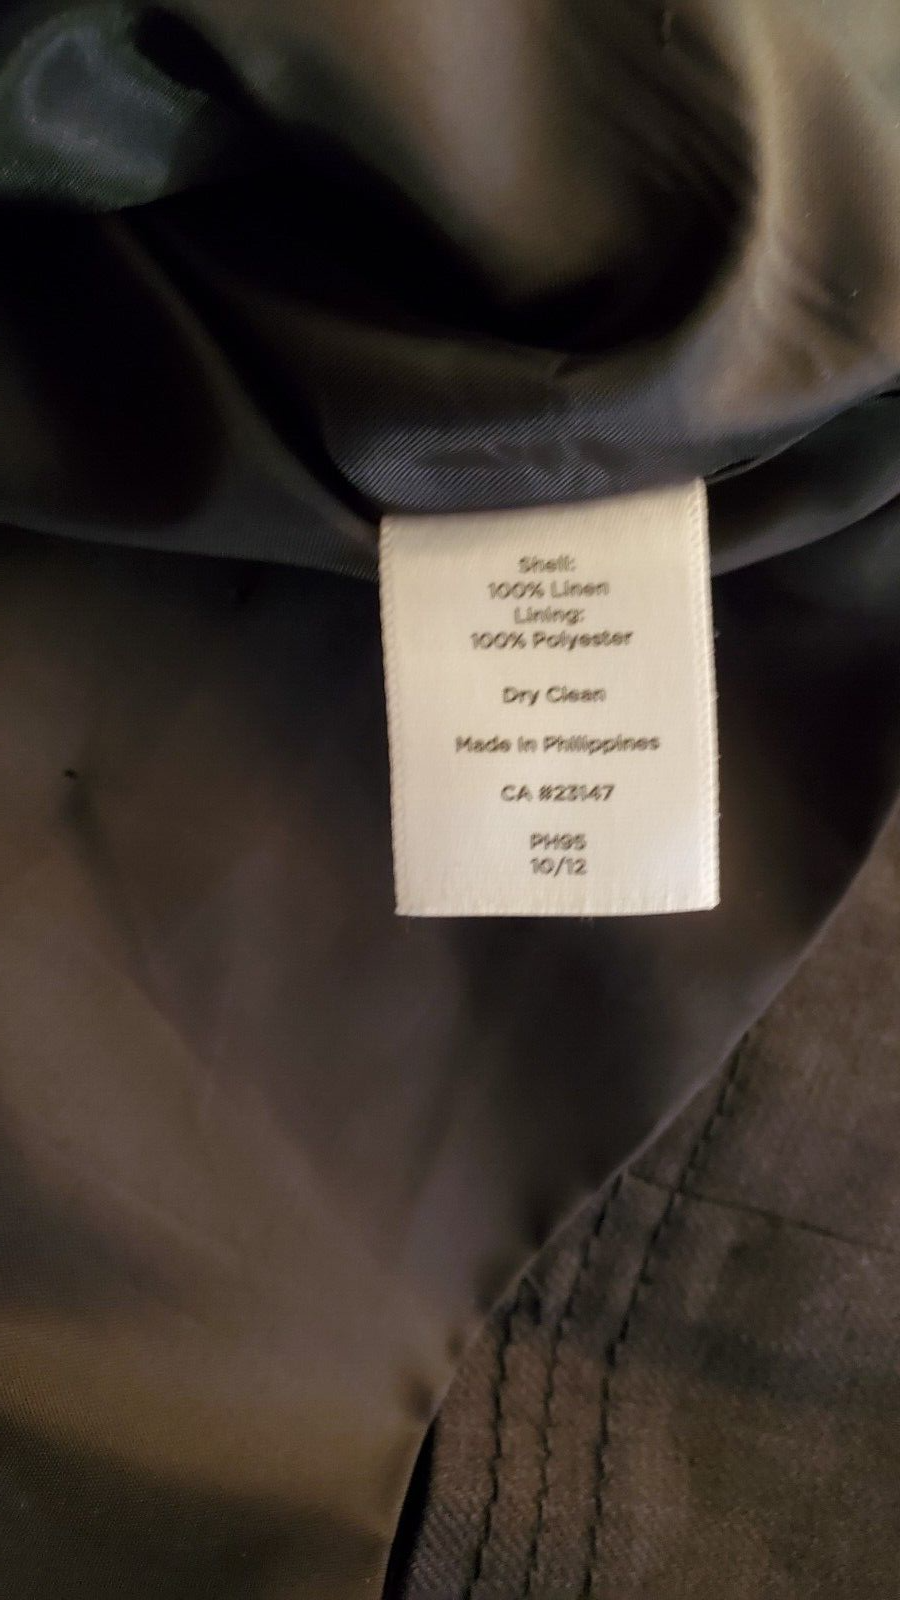 Shell:
100% Linen
Lining:
100% Polyester
Dry Clean
Made in Philippines
CA #23147
PH95
10/12